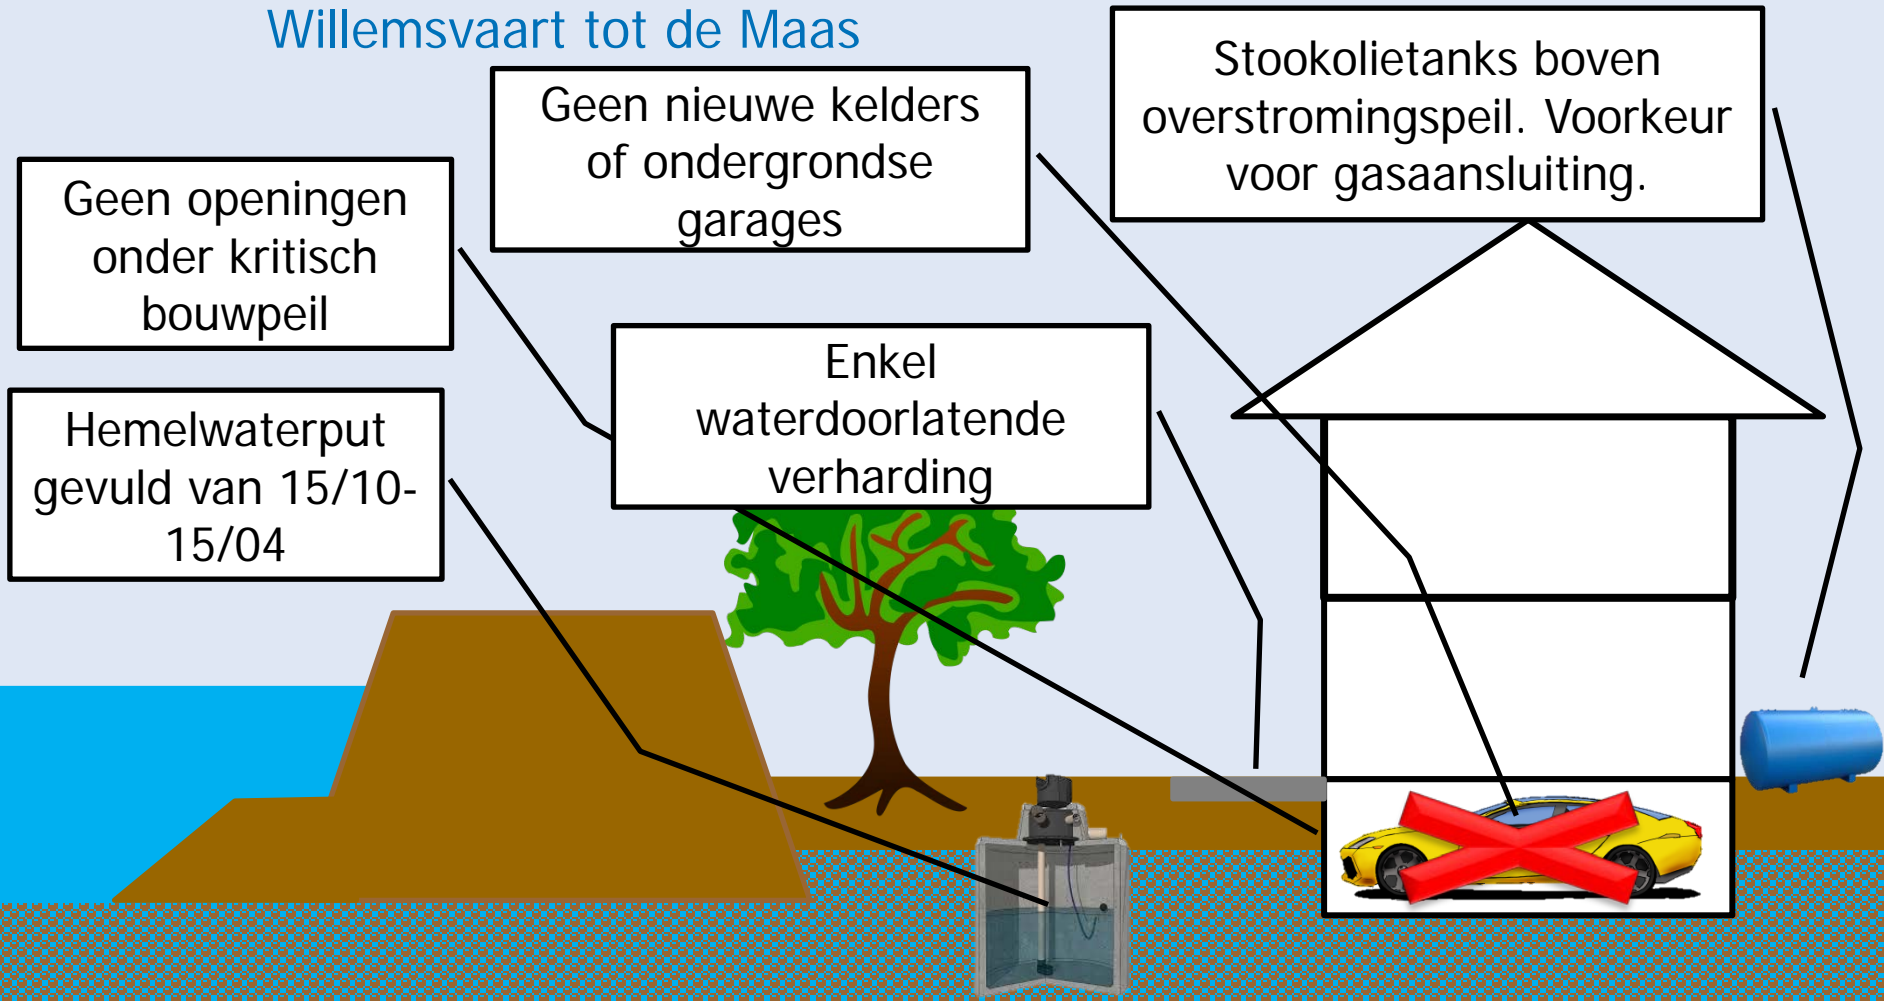 Willemsvaart tot de Maas
Stookolietanks boven
overstromingspeil. Voorkeur
voor gasaansluiting.
Geen nieuwe kelders
of ondergrondse
garages
Geen openingen
onder kritisch
bouwpeil
Enkel
waterdoorlatende
verharding
Hemelwaterput
gevuld van 15/10-
15/04